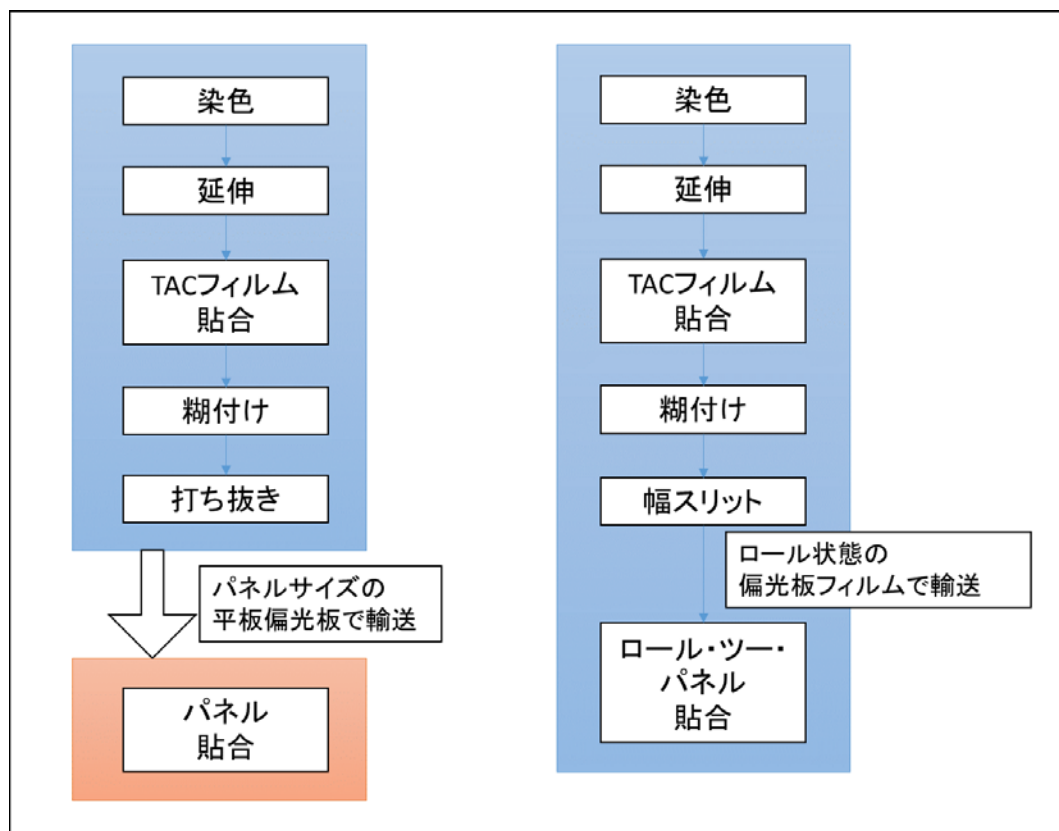 染色
延伸
TACフィルム
貼合
糊付け
打ち抜き
パネルサイズの
平板偏光板で輸送
パネル
貼合
染色
延伸
TACフィルム
貼合
糊付け
幅スリット
ロール状態の
偏光板フィルムで輸送
ロール・ツー・
パネル
貼合